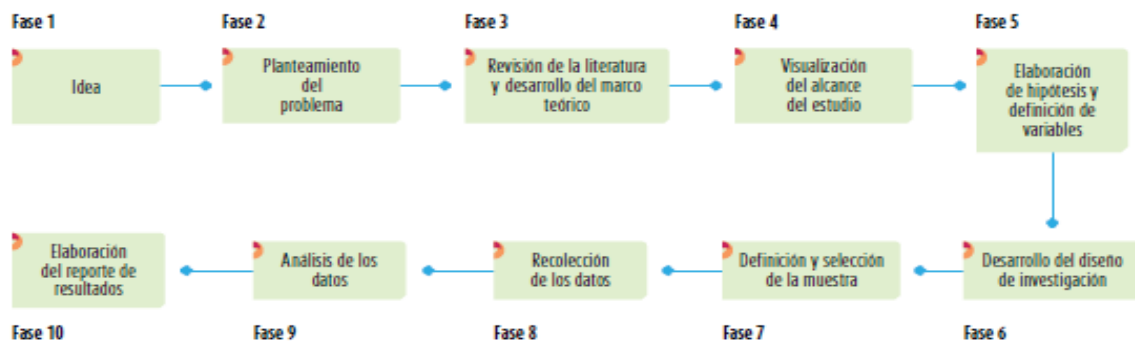 Fase 1
Fase 2
Fase 3
Fase 4
Fase 5
Idea
Planteamiento
del
problema
Revisión de la literatura
y desarrollo del marco
teórico
Visualización
del alcance
del estudio
Elaboración
de hipótesis y
definición de
variables
Elaboración
del reporte de
resultados
Análisis de los
datos
Recolección
de los datos
Definición y selección
de la muestra
Desarrollo del diseño
de investigación
Fase 10
Fase 9
Fase 8
Fase 7
Fase 6